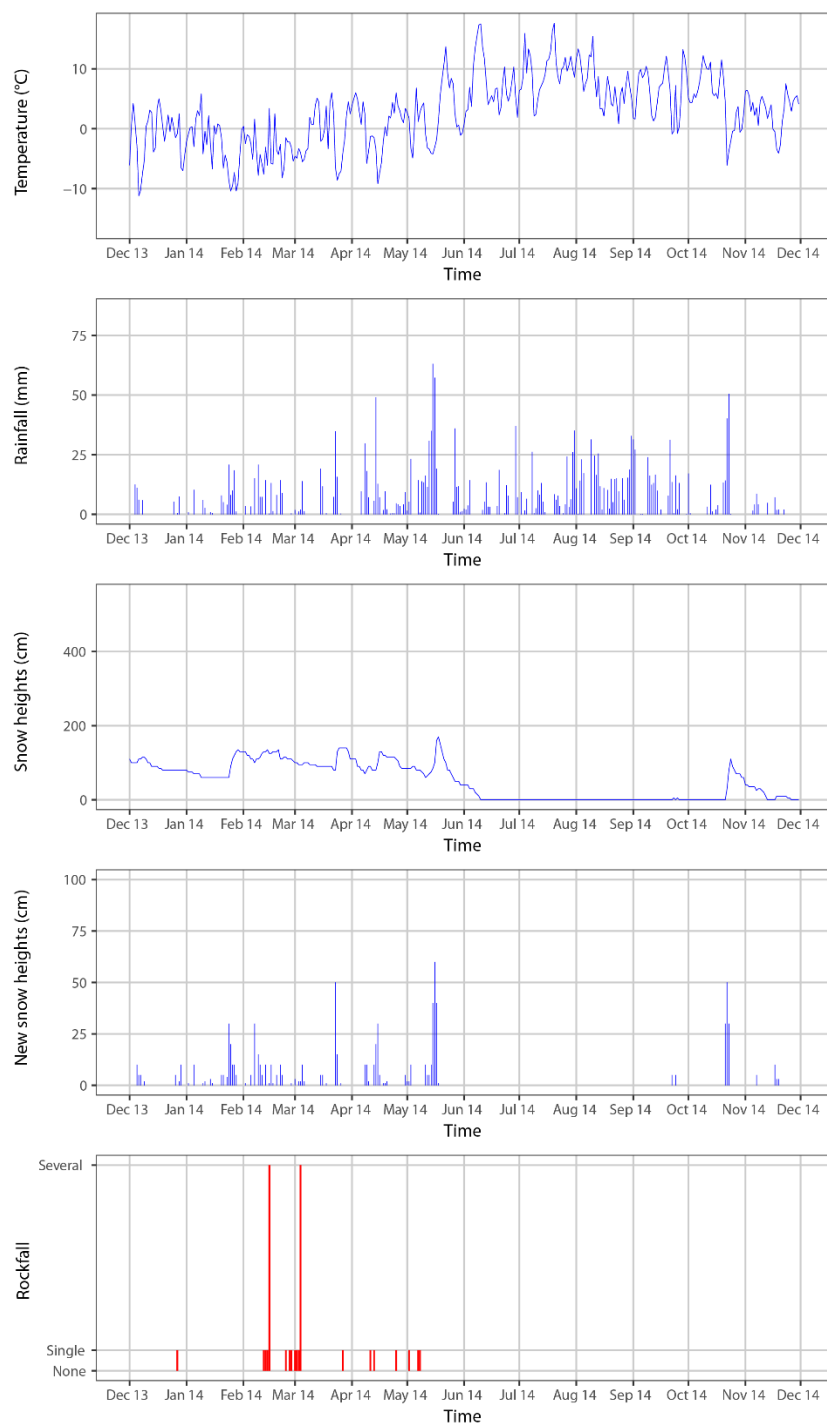 Temperature (°C)
10
0
−10
Dec 13 Jan 14 Feb 14 Mar 14 Apr 14 May 14 Jun 14 Jul 14 Aug 14 Sep 14 Oct 14 Nov 14 Dec 14
Time
Rainfall (mm)
75
50
25
0
Dec 13 Jan 14 Feb 14 Mar 14 Apr 14 May 14 Jun 14 Jul 14 Aug 14 Sep 14 Oct 14 Nov 14 Dec 14
Time
Snow heights (cm)
400
200
0
Dec 13 Jan 14 Feb 14 Mar 14 Apr 14 May 14 Jun 14 Jul 14 Aug 14 Sep 14 Oct 14 Nov 14 Dec 14
Time
New snow heights (cm)
100
75
50
25
0
Dec 13 Jan 14 Feb 14 Mar 14 Apr 14 May 14 Jun 14 Jul 14 Aug 14 Sep 14 Oct 14 Nov 14 Dec 14
Time
Rockfall
Several
Single
None
Dec 13 Jan 14 Feb 14 Mar 14 Apr 14 May 14 Jun 14 Jul 14 Aug 14 Sep 14 Oct 14 Nov 14 Dec 14
Time